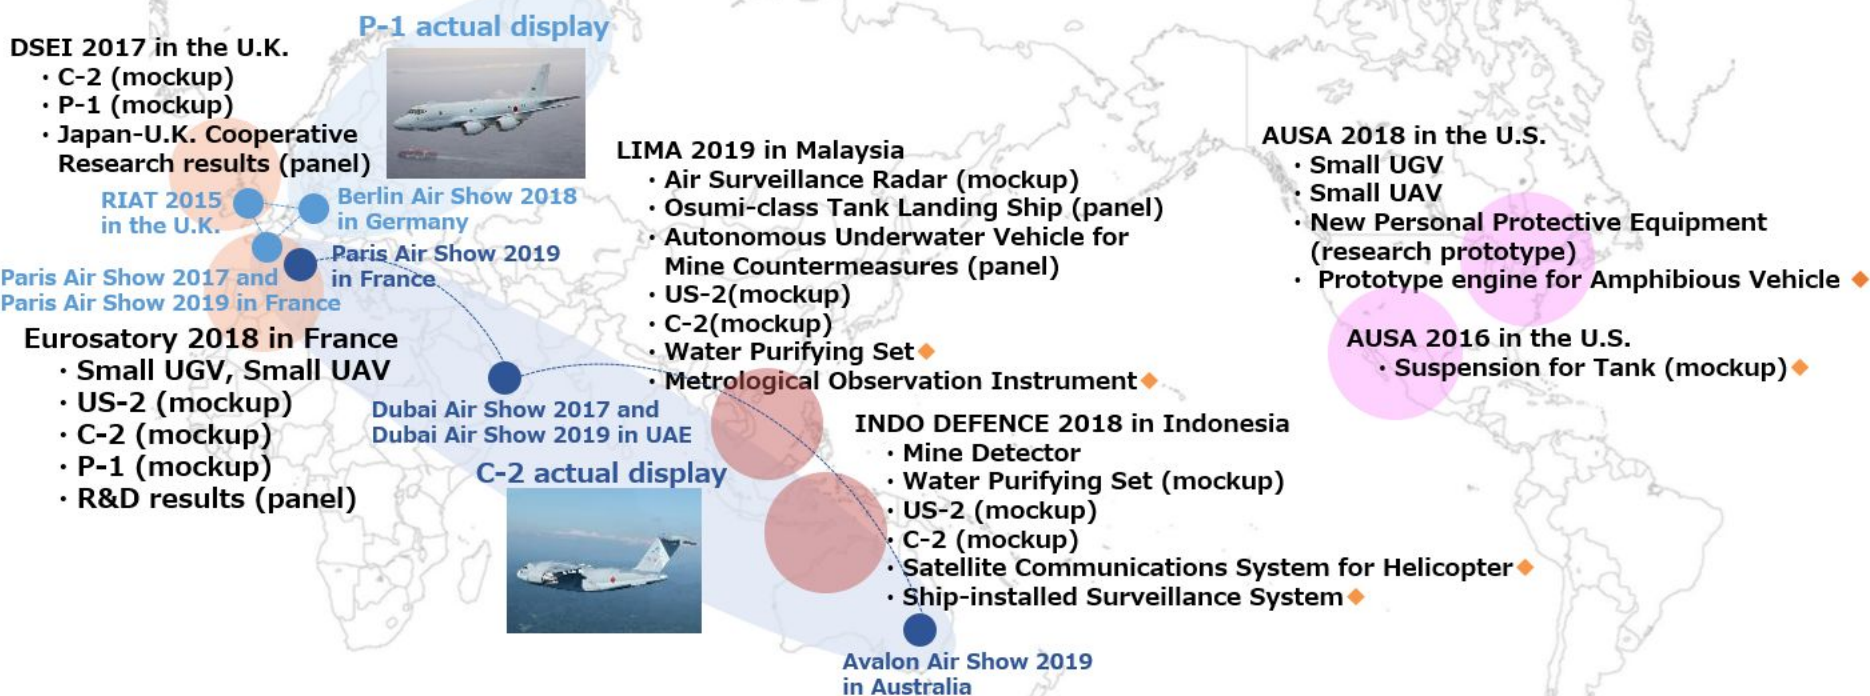 P-1 actual display
DSEI 2017 in the U.K.
・C-2 (mockup)
・P-1 (mockup)
・Japan-U.K. Cooperative
Research results (panel)
RIAT 2015
in the U.K.
Berlin Air Show 2018
in Germany
Paris Air Show 2017 and
Paris Air Show 2019 in France
Paris Air Show 2019
in France
Eurosatory 2018 in France
・Small UGV, Small UAV
・US-2 (mockup)
・C-2 (mockup)
・P-1 (mockup)
・R&D results (panel)
Dubai Air Show 2017 and
Dubai Air Show 2019 in UAE
C-2 actual display
LIMA 2019 in Malaysia
・Air Surveillance Radar (mockup)
・Osumi-class Tank Landing Ship (panel)
・Autonomous Underwater Vehicle for
Mine Countermeasures (panel)
・US-2(mockup)
・C-2(mockup)
・Water Purifying Set◆
・Metrological Observation Instrument◆
INDO DEFENCE 2018 in Indonesia
・Mine Detector
・Water Purifying Set (mockup)
・US-2 (mockup)
・C-2 (mockup)
・Satellite Communications System for Helicopter◆
・Ship-installed Surveillance System◆
Avalon Air Show 2019
in Australia
AUSA 2018 in the U.S.
・Small UGV
・Small UAV
・New Personal Protective Equipment
(research prototype)
・ Prototype engine for Amphibious Vehicle ◆
AUSA 2016 in the U.S.
・Suspension for Tank (mockup)◆